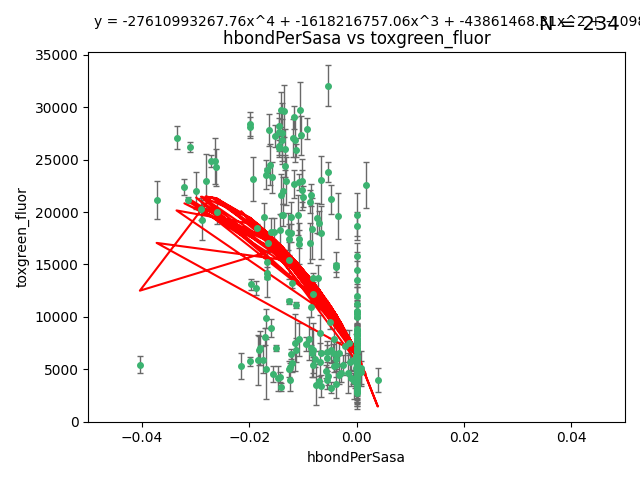 y = -27610993267.76x^4 + -1618216757.06x^3 + -43861468.31x^2 +
N = 234
hbondPerSasa vs toxgreen_fluor
toxgreen_fluor
35000
30000
25000
20000
15000
10000
5000
0
-0.04 -0.02 0.00 0.02 0.04
hbondPerSasa